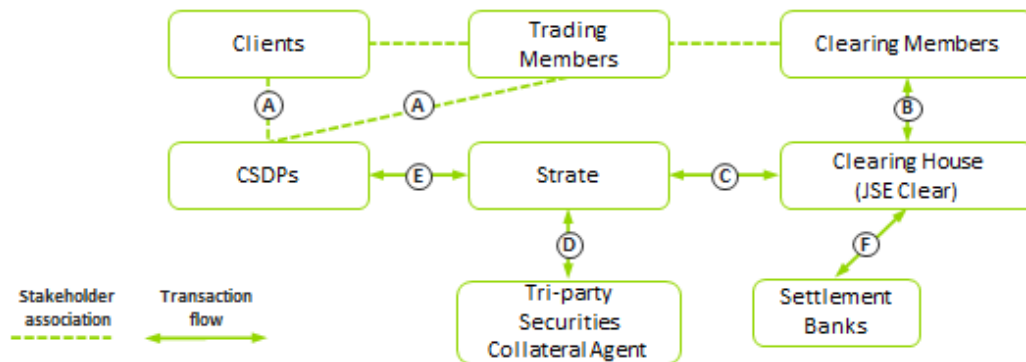 Clients
Trading
Members
Clearing Members
A
A
B
CSDPs
E
Strate
C
Clearing House
(JSE Clear)
D
F
Stakeholder
association
Transaction
flow
Tri-party
Securities
Collateral Agent
Settlement
Banks